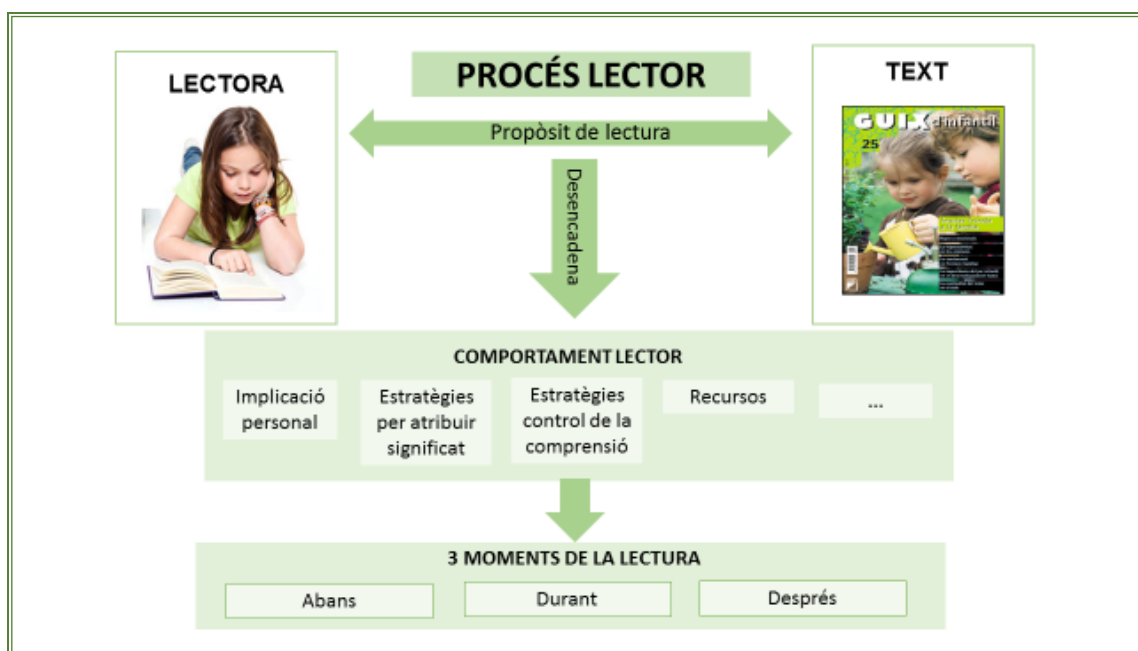 PROCÉS LECTOR
LECTORA
TEXT
Propòsit de lectura
GUIX d'infantil
25
Desencadena
COMPORTAMENT LECTOR
Implicació
personal
Estratègies
per atribuir
significat
Estratègies
control de la
comprensió
Recursos
...
3 MOMENTS DE LA LECTURA
Abans
Durant
Després